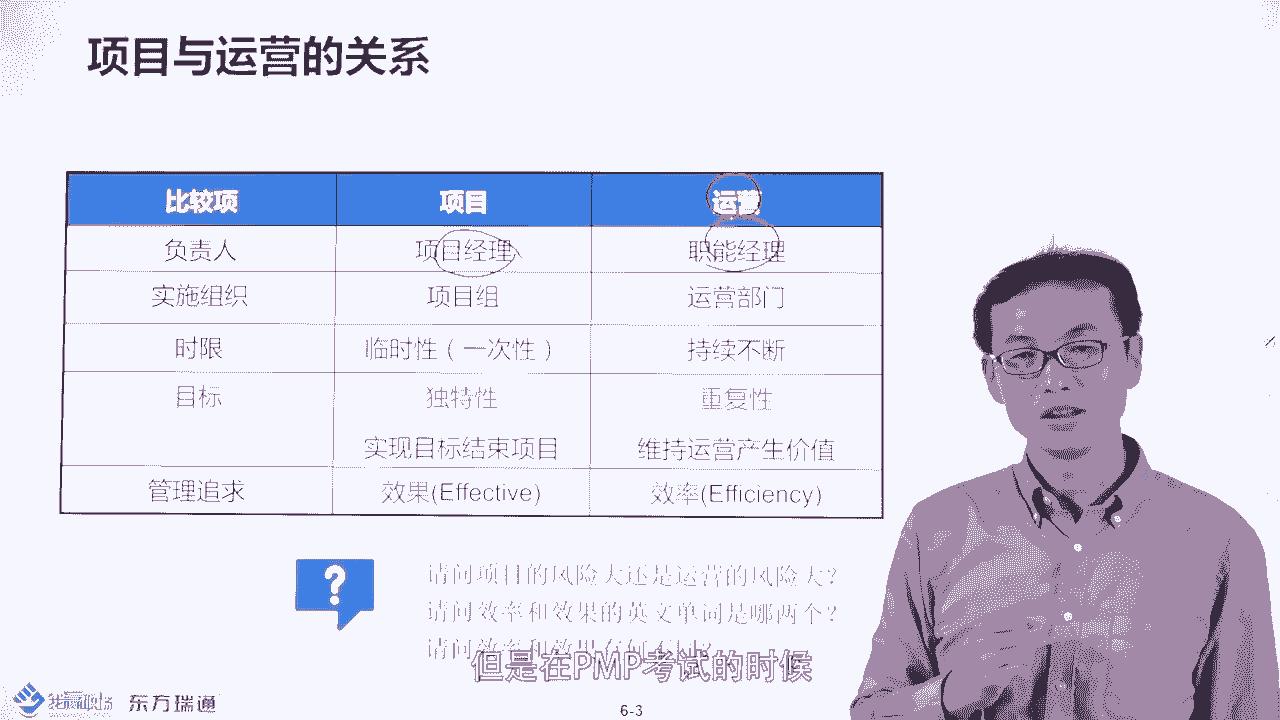 项目与运营的关系
比较项 项目 运营
负责人 项目经理 职能经理
实施组织 项目组 运营部门
时限 临时性（一次性） 持续不断
目标 独特性 重复性
实现目标结束项目 维持运营产生价值
管理追求 效果(Effective) 效率(Efficiency)
?
请问项目的风险大还是运营的风险大?
请问效率和效果的英文单词是哪两个?
请问效率和效果有何
但是在PMP考试的时候
东方瑞通
6-3